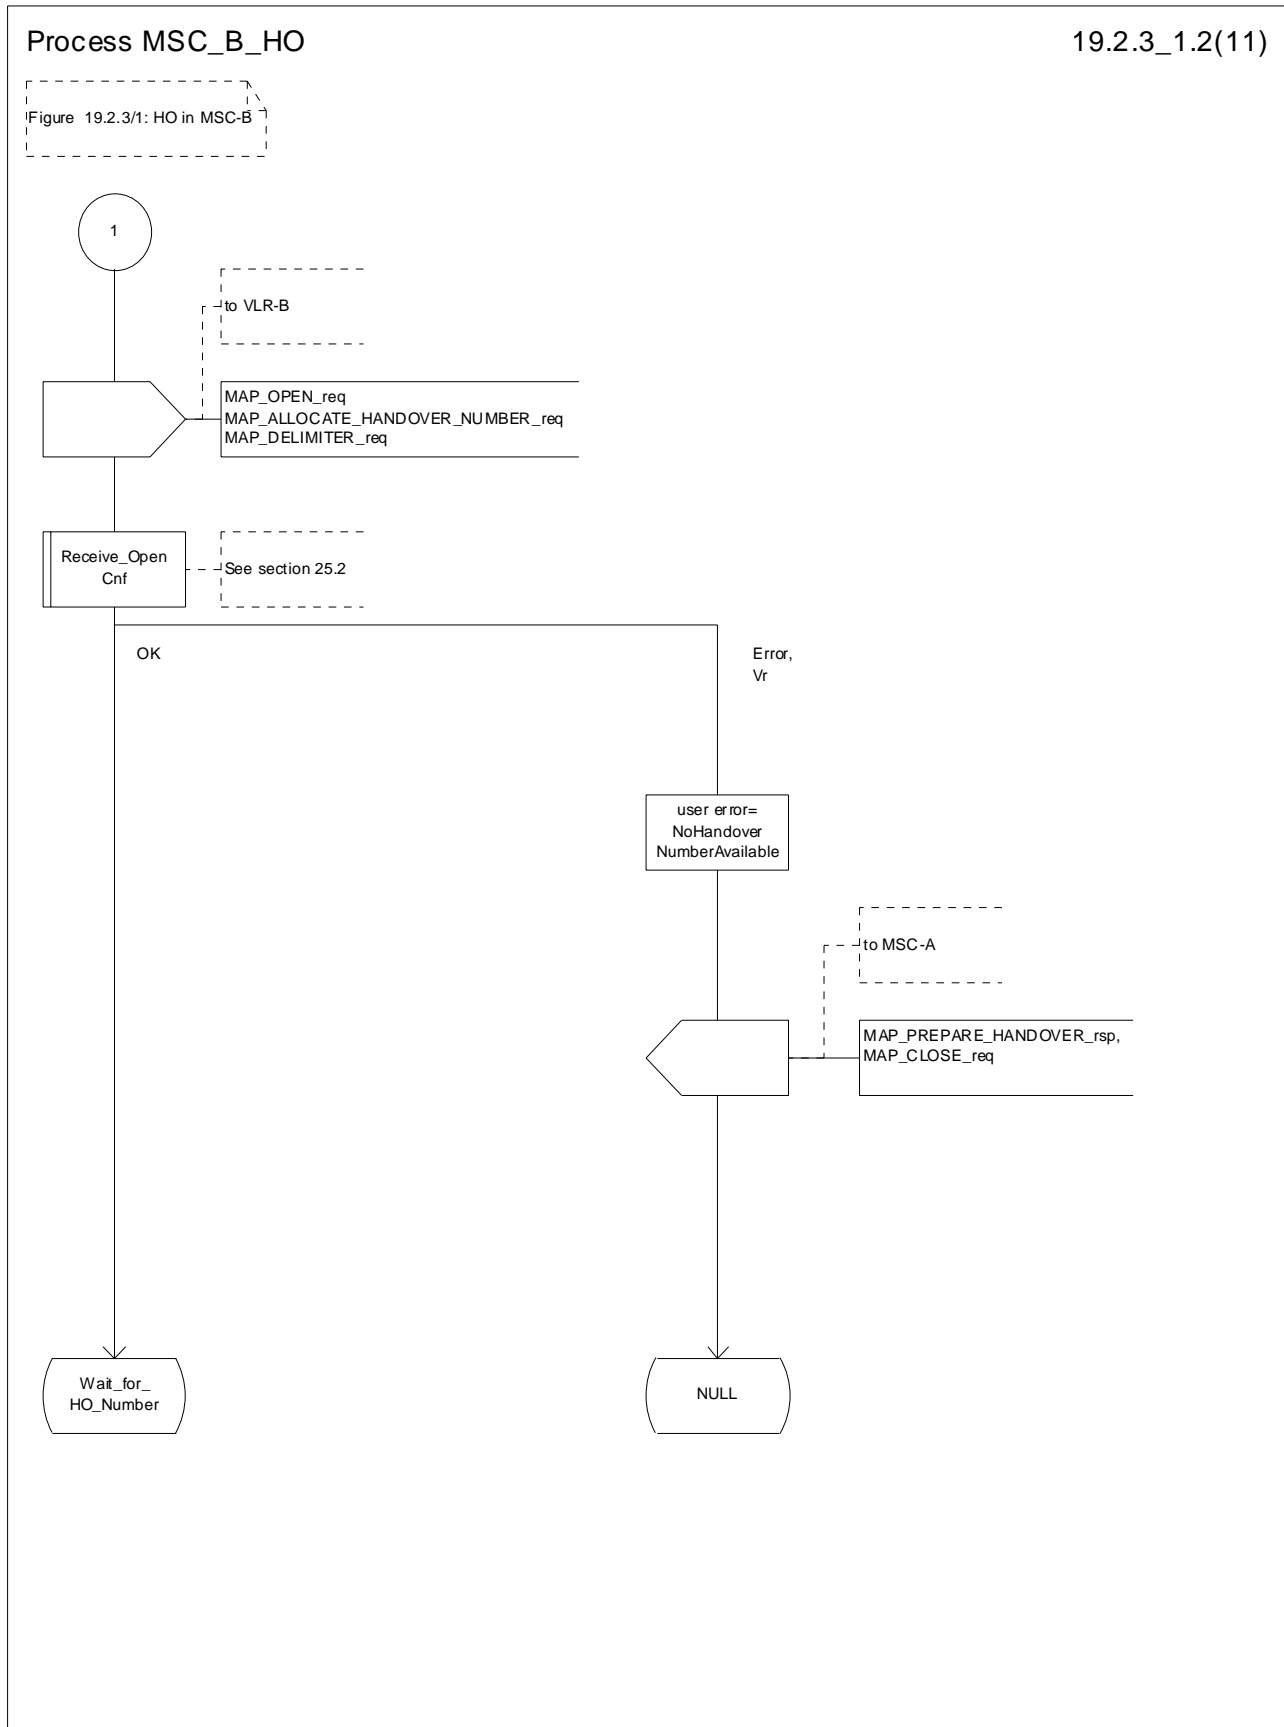 Process MSC_B_HO
19.2.3_1.2(11)
Figure 19.2.3/1: HO in MSC-B
1
to VLR-B
MAP_OPEN_req
MAP_ALLOCATE_HANDOVER_NUMBER_req
MAP_DELIMITER_req
Receive_Open
Cnf
See section 25.2
OK
Error,
Vr
user error=
NoHandover
NumberAvailable
to MSC-A
MAP_PREPARE_HANDOVER_rsp,
MAP_CLOSE_req
Wait_for_
HO_Number
NULL